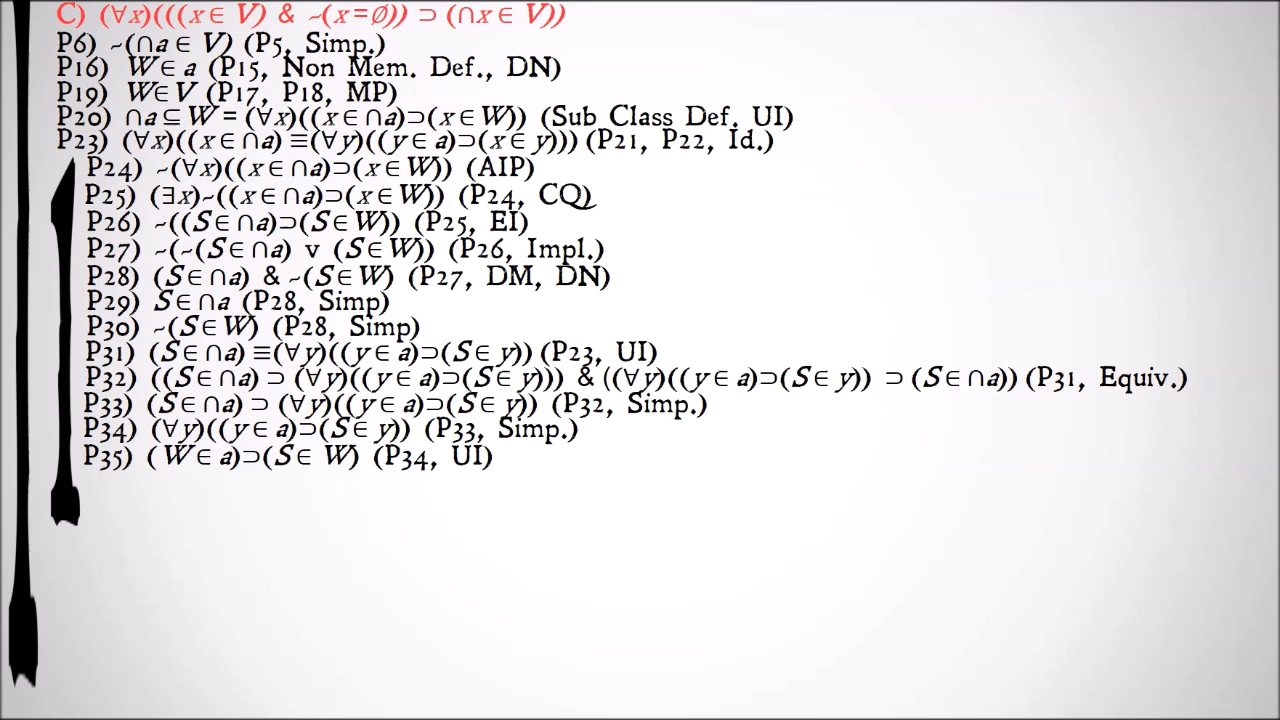 C) (∀x)(((x∈ V) & ~(x=∅)) ⊃ (∩x∈ V))
P6) ~(∩a∈ V) (P5, Simp.)
P16) W∈a (P15, Non Mem. Def., DN)
P19) W∈V (P17, P18, MP)
P20) ∩a⊆W = (∀x)((x∈∩a)⊃(x∈W)) (Sub Class Def. UI)
P23) (∀x)((x∈∩a) ≡(∀y)((y∈a)⊃(x∈y))) (P21, P22, Id.)
P24) ~(∀x)((x∈∩a)⊃(x∈W)) (AIP)
P25) (∃x)~((x∈∩a)⊃(x∈W)) (P24, CQ)
P26) ~((S∈∩a)⊃(S∈W)) (P25, EI)
P27) ~(~(S∈∩a) v (S∈W)) (P26, Impl.)
P28) (S∈∩a) & ~(S∈W) (P27, DM, DN)
P29) S∈∩a (P28, Simp)
P30) ~(S∈W) (P28, Simp)
P31) (S∈∩a) ≡(∀y)((y∈a)⊃(S∈y)) (P23, UI)
P32) ((S∈∩a) ⊃ (∀y)((y∈a)⊃(S∈y))) & ((∀y)((y∈a)⊃(S∈y)) ⊃ (S∈∩a)) (P31, Equiv.)
P33) (S∈∩a) ⊃ (∀y)((y∈a)⊃(S∈y)) (P32, Simp.)
P34) (∀y)((y∈a)⊃(S∈y)) (P33, Simp.)
P35) (W∈a)⊃(S∈ W) (P34, UI)